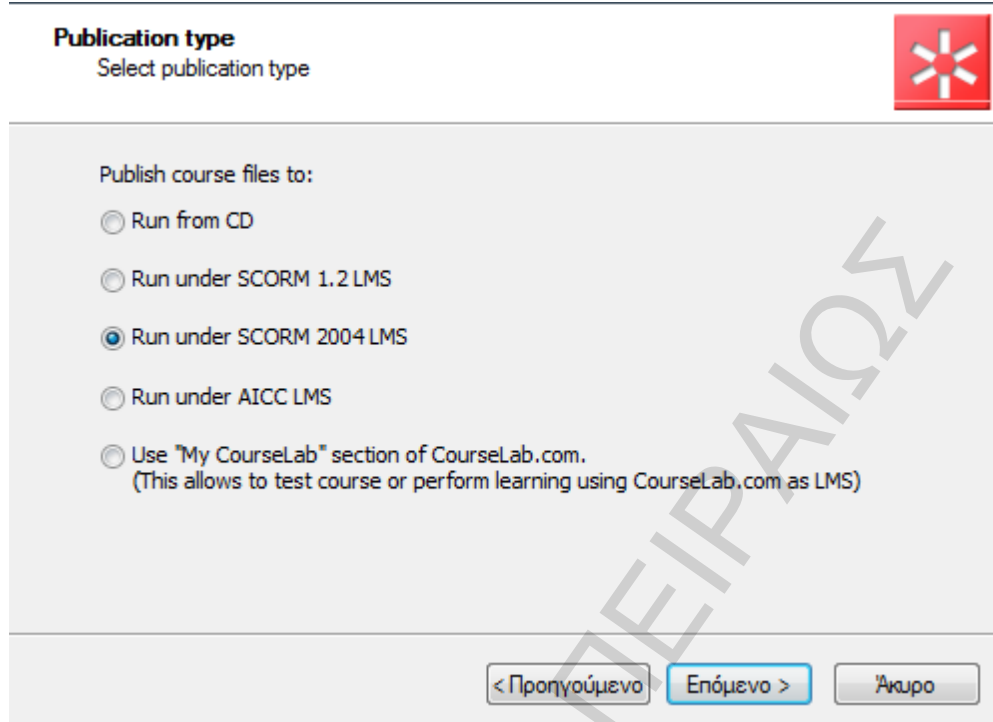 Publication type
Select publication type
Publish course files to:
Run from CD
Run under SCORM 1.2 LMS
Run under SCORM 2004 LMS
Run under AICC LMS
Use "My CourseLab" section of CourseLab.com.
(This allows to test course or perform learning using CourseLab.com as LMS)
< Προηγούμενο
Επόμενο >
Άκυρο
ΠΕΙΡΑΙΩΣ